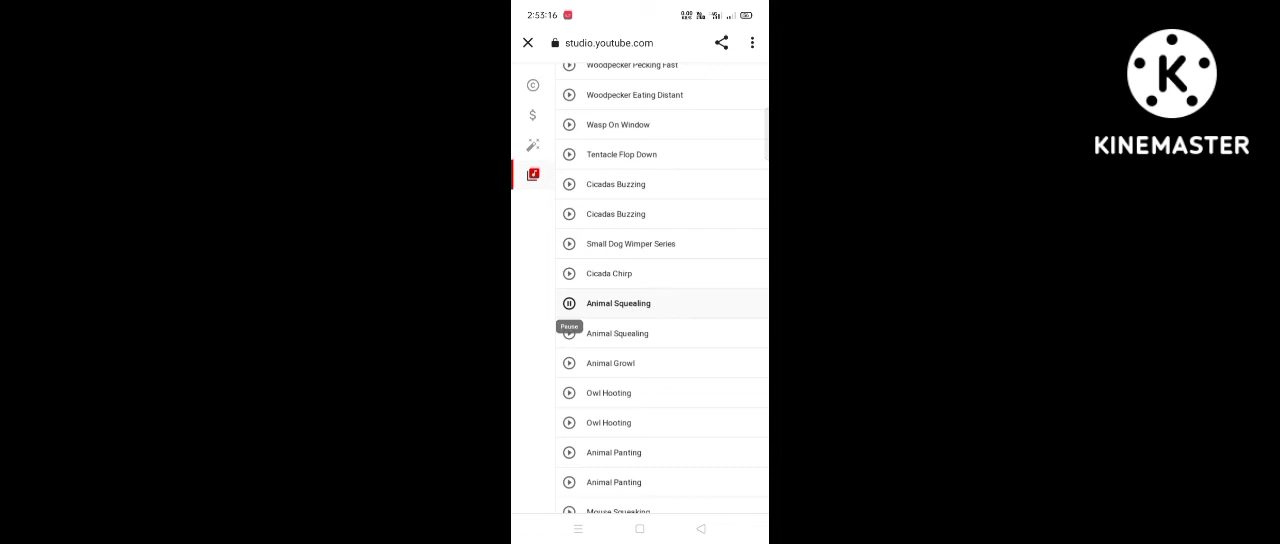 2:53:16
studio.youtube.com
Woodpecker Pecking Fast
Woodpecker Eating Distant
Wasp On Window
Tentacle Flop Down
Cicadas Buzzing
Cicadas Buzzing
Small Dog Wimper Series
Cicada Chirp
Animal Squealing
Pause
Animal Squealing
Animal Growl
Owl Hooting
Owl Hooting
Animal Panting
Animal Panting
Mouse Squeaking
K
KINEMASTER